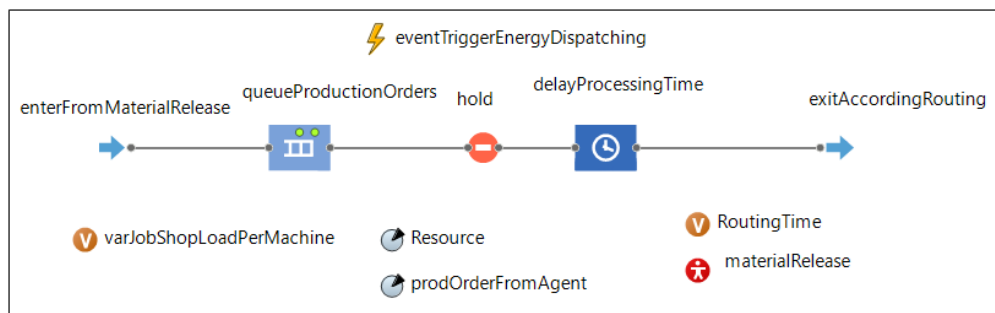 eventTriggerEnergyDispatching
enterFromMaterialRelease
queueProductionOrders
hold
delayProcessingTime
exitAccordingRouting
V varJobShopLoadPerMachine
Resource
V RoutingTime
prodOrderFromAgent
materialRelease